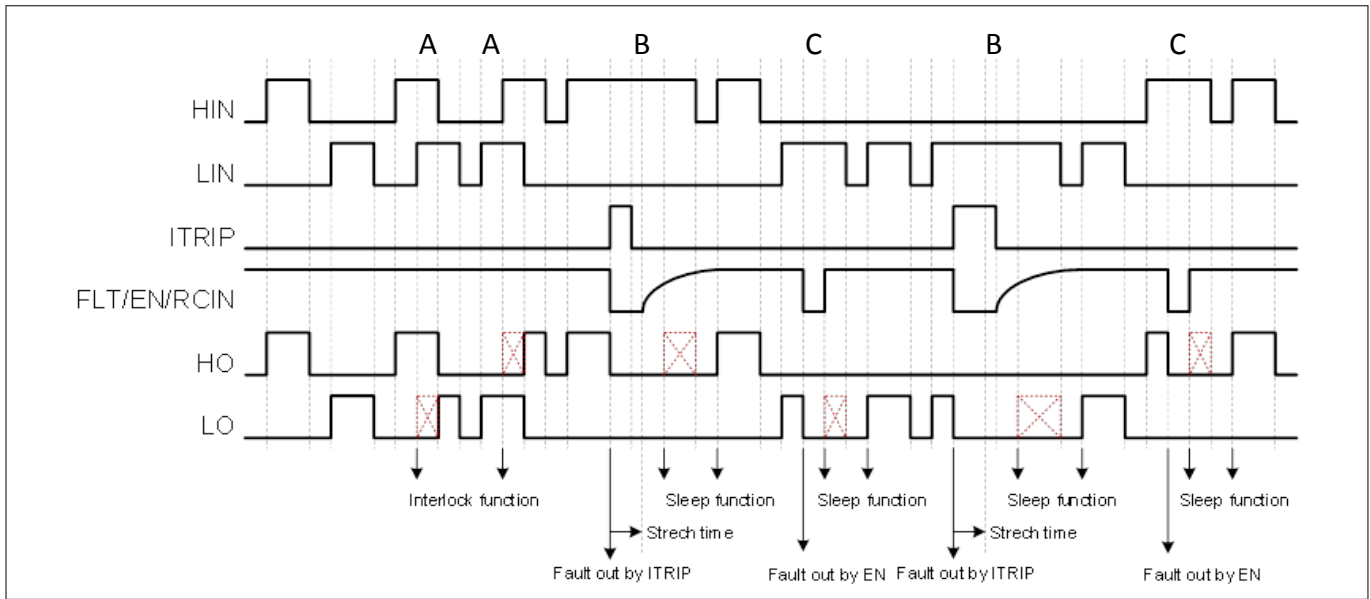 A A B C B C
HIN
LIN
ITRIP
FLT/EN/RCIN
HO
LO
Interlock function Sleep function Sleep function Sleep function Sleep function
Strech time Strech time
Fault out by ITRIP Fault out by EN Fault out by ITRIP Fault out by EN